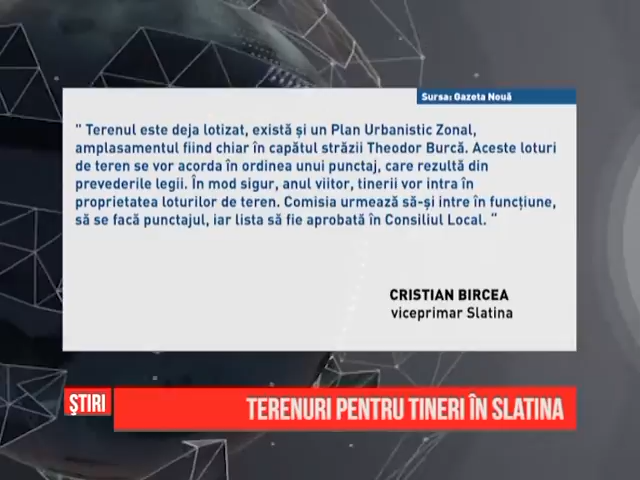 Sursa: Gazeta Nouă
" Terenul este deja lotizat, există și un Plan Urbanistic Zonal,
amplasamentul fiind chiar în capătul străzii Theodor Burcă. Aceste loturi
de teren se vor acorda în ordinea unui punctaj, care rezultă din
prevederile legii. În mod sigur, anul viitor, tinerii vor intra în
proprietatea loturilor de teren. Comisia urmează să-și intre în funcțiune,
să se facă punctajul, iar lista să fie aprobată în Consiliul Local. "
CRISTIAN BIRCEA
viceprimar Slatina
ŞTIRI
TERENURI PENTRU TINERI ÎN SLATINA